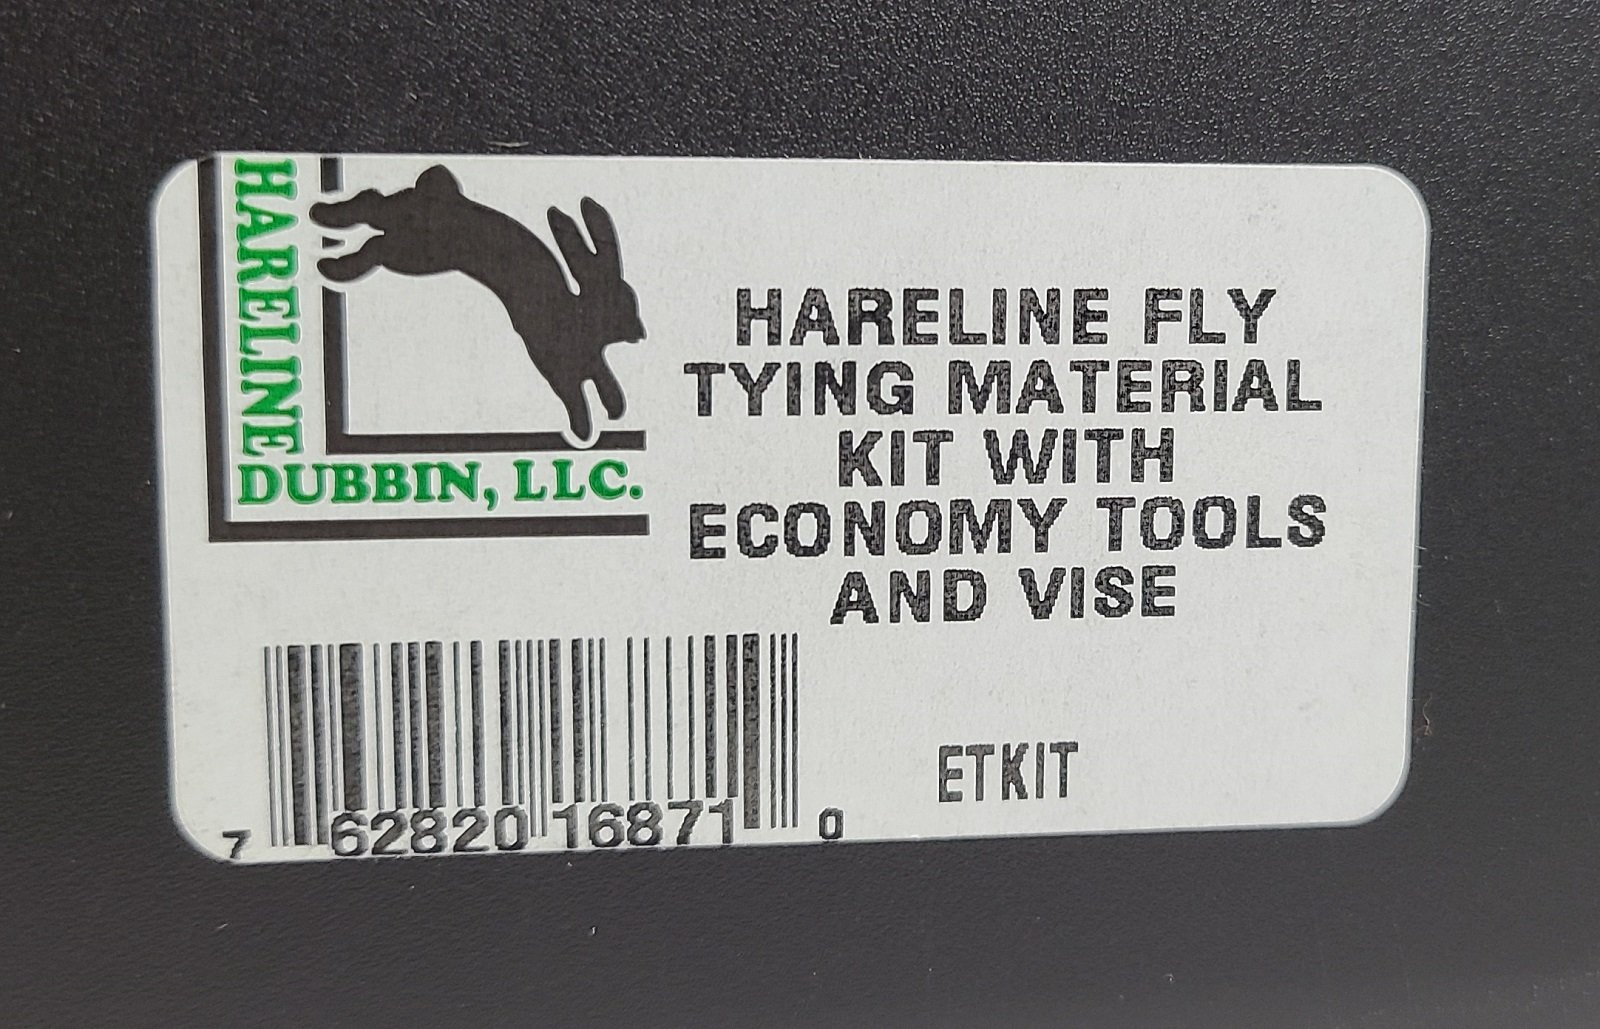 HARELINE
DUBBIN, LLC.
HARELINE FLY
TYING MATERIAL
KIT WITH
ECONOMY TOOLS
AND VISE
ETKIT
7 62820 16871 0